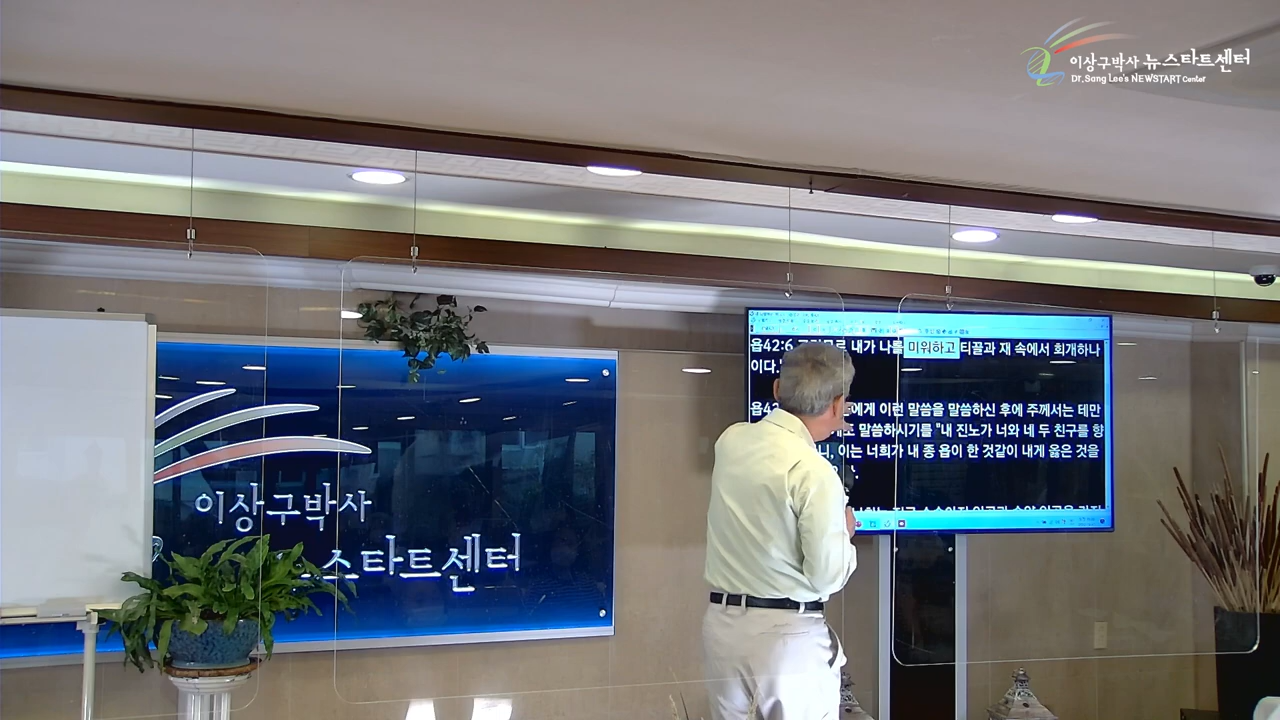 이상구박사 뉴스타트센터
Dr. Sang Lee's NEWSTART Center
욥42:6 내가 나를 미워하고 티끌과 재 속에서 회개하나
이다.
욥42 에게 이런 말씀을 말씀하신 후에 주께서는 테만
말씀하시기를 "내 진노가 너와 네 두 친구를 향
니, 이는 너희가 내 종 욥이 한 것같이 내게 옳은 것을
이상구박사
스타트센터